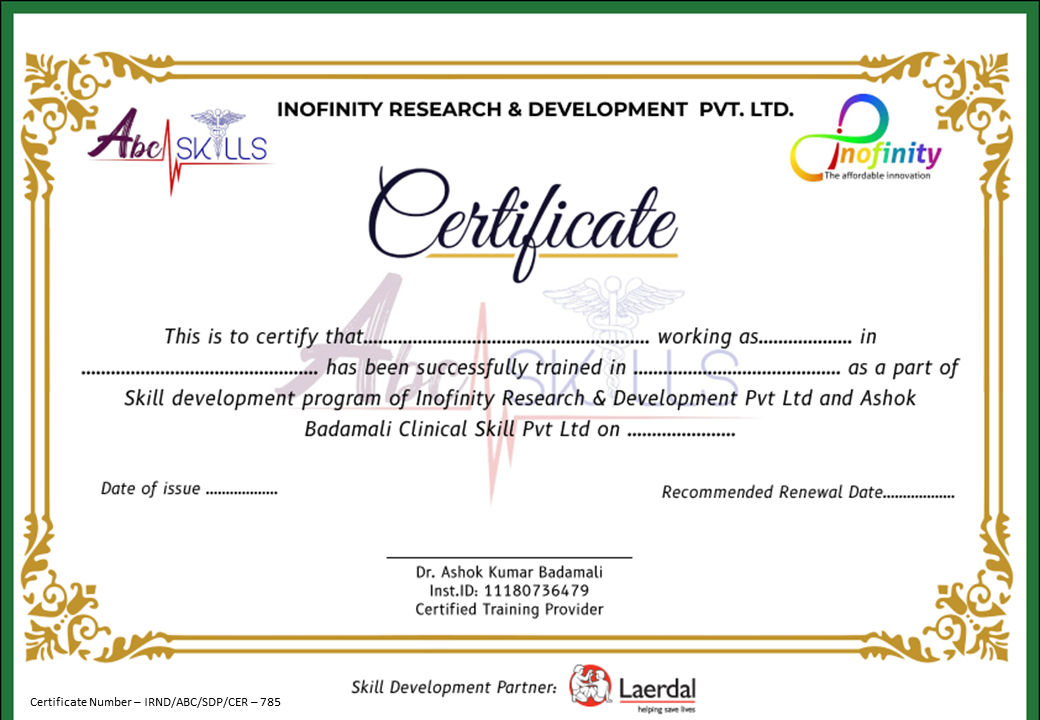 INOFINITY RESEARCH & DEVELOPMENT PVT. LTD.
Abc SKILLS
Inofinity
The affordable innovation
Certificate
Abc SKILLS
This is to certify that............................................................ working as................... in
................................................ has been successfully trained in .......................................... as a part of
Skill development program of Inofinity Research & Development Pvt Ltd and Ashok
Badamali Clinical Skill Pvt Ltd on ......................
Date of issue ..................
Recommended Renewal Date..................
Dr. Ashok Kumar Badamali
Inst.ID: 11180736479
Certified Training Provider
Skill Development Partner:
Laerdal
helping save lives
Certificate Number – IRND/ABC/SDP/CER – 785